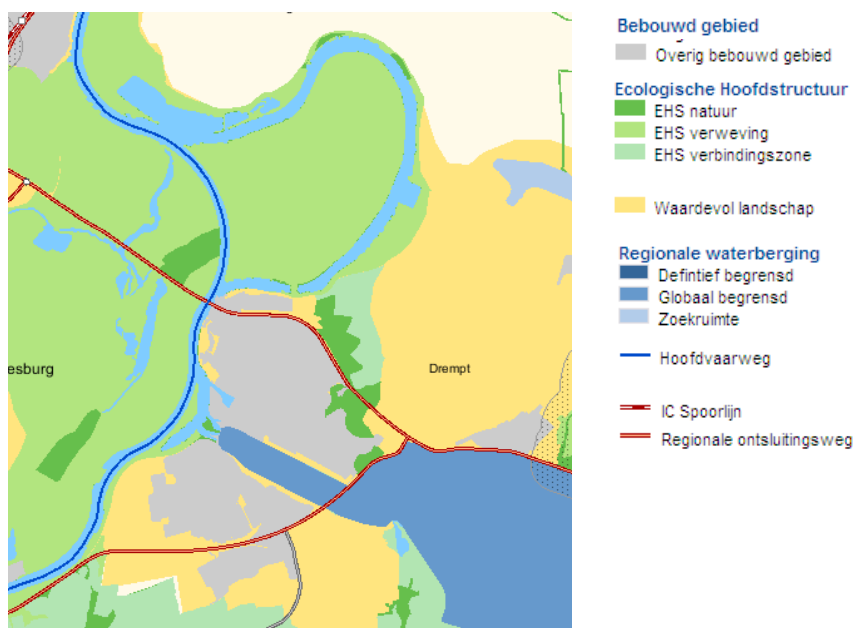 Bebouwd gebied
Overig bebouwd gebied
Ecologische Hoofdstructuur
EHS natuur
EHS verweving
EHS verbindingszone
Waardevol landschap
Regionale waterberging
Defintief begrensd
Globaal begrensd
Zoekruimte
Hoofdvaarweg
IC Spoorlijn
Regionale ontsluitingsweg
esburg
Drempt